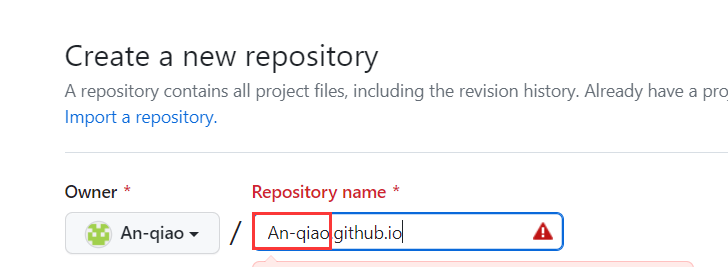 Create a new repository
A repository contains all project files, including the revision history. Already have a pro
Import a repository.
Owner * Repository name *
An-qiao / An-qiao.github.io